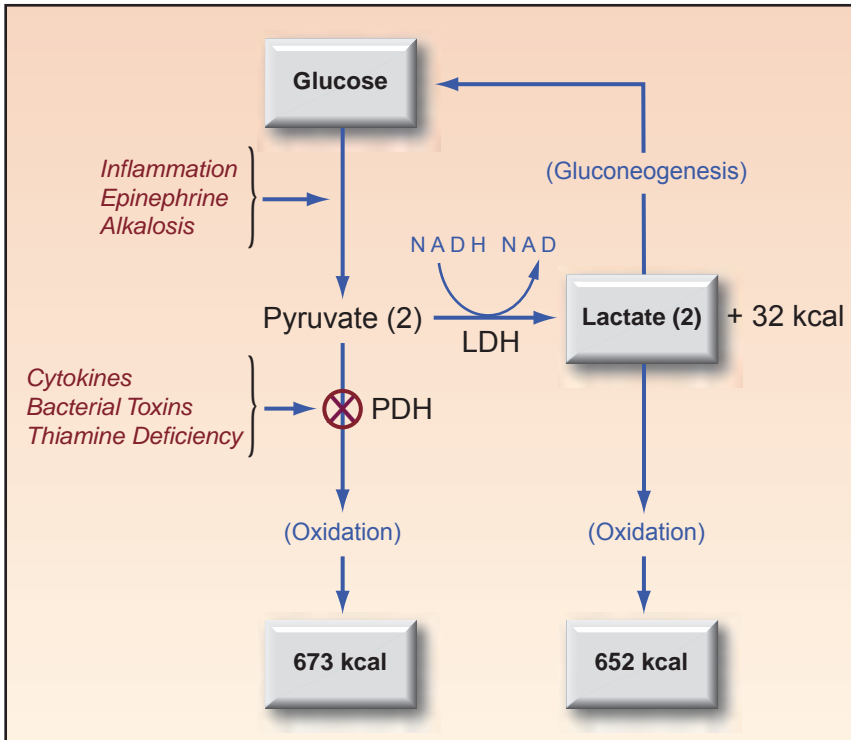 Glucose
Inflammation
Epinephrine
Alkalosis
(Gluconeogenesis)
NADH NAD
Pyruvate (2)
LDH
Lactate (2)
+ 32 kcal
Cytokines
Bacterial Toxins
Thiamine Deficiency
PDH
(Oxidation)
(Oxidation)
673 kcal
652 kcal